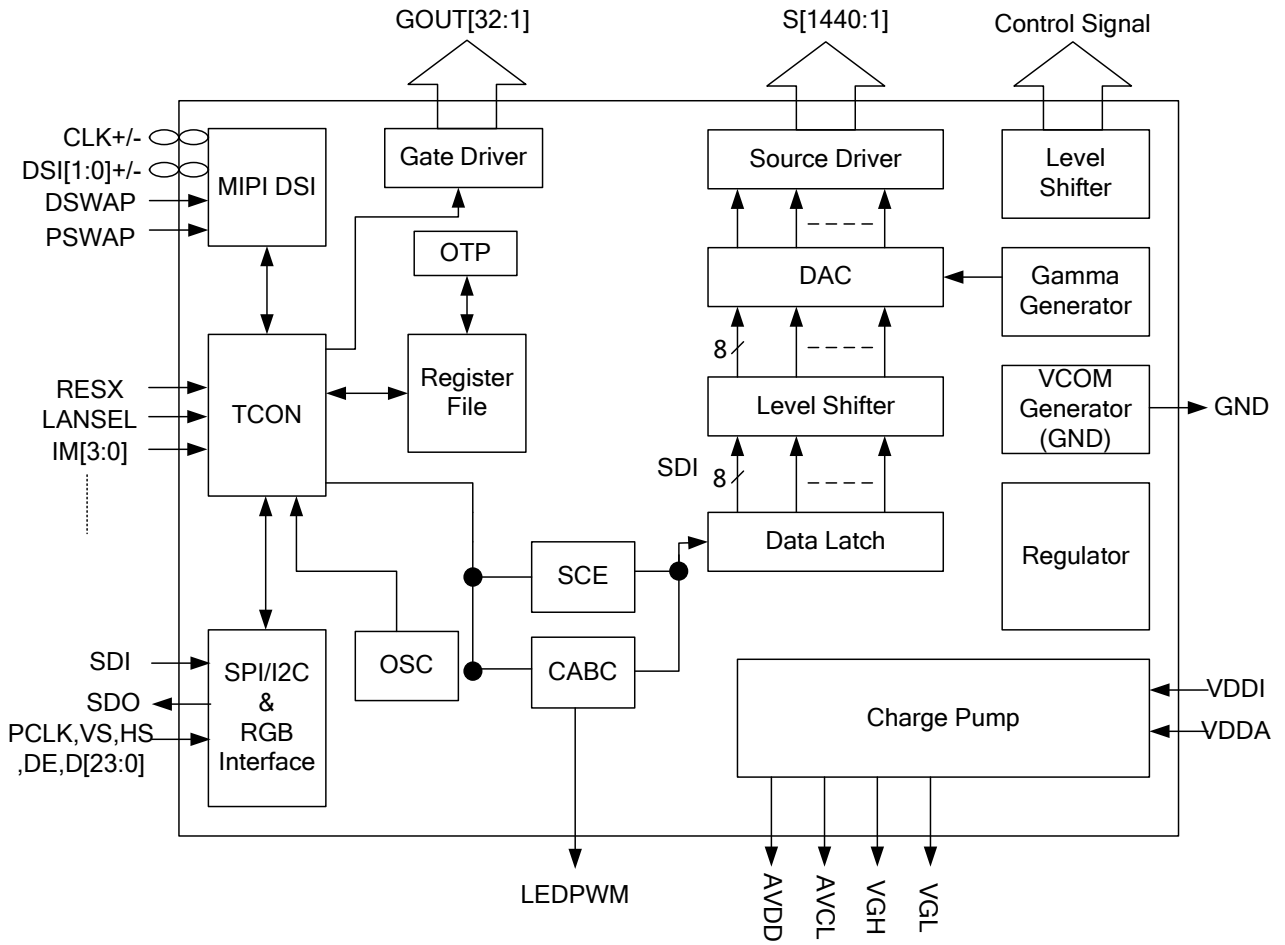 GOUT[32:1]
S[1440:1]
Control Signal
CLK+/-
DSI[1:0]+/-
DSWAP
PSWAP
MIPI DSI
Gate Driver
Source Driver
Level
Shifter
OTP
DAC
Gamma
Generator
8
RESX
LANSEL
IM[3:0]
TCON
Register
File
Level Shifter
VCOM
Generator
(GND)
GND
SDI
8
Data Latch
Regulator
SCE
OSC
CABC
SDI
SDO
PCLK,VS,HS
,DE,D[23:0]
SPI/I2C
&
RGB
Interface
Charge Pump
VDDI
VDDA
LEDPWM
AVDD
AVCL
VGH
VGL